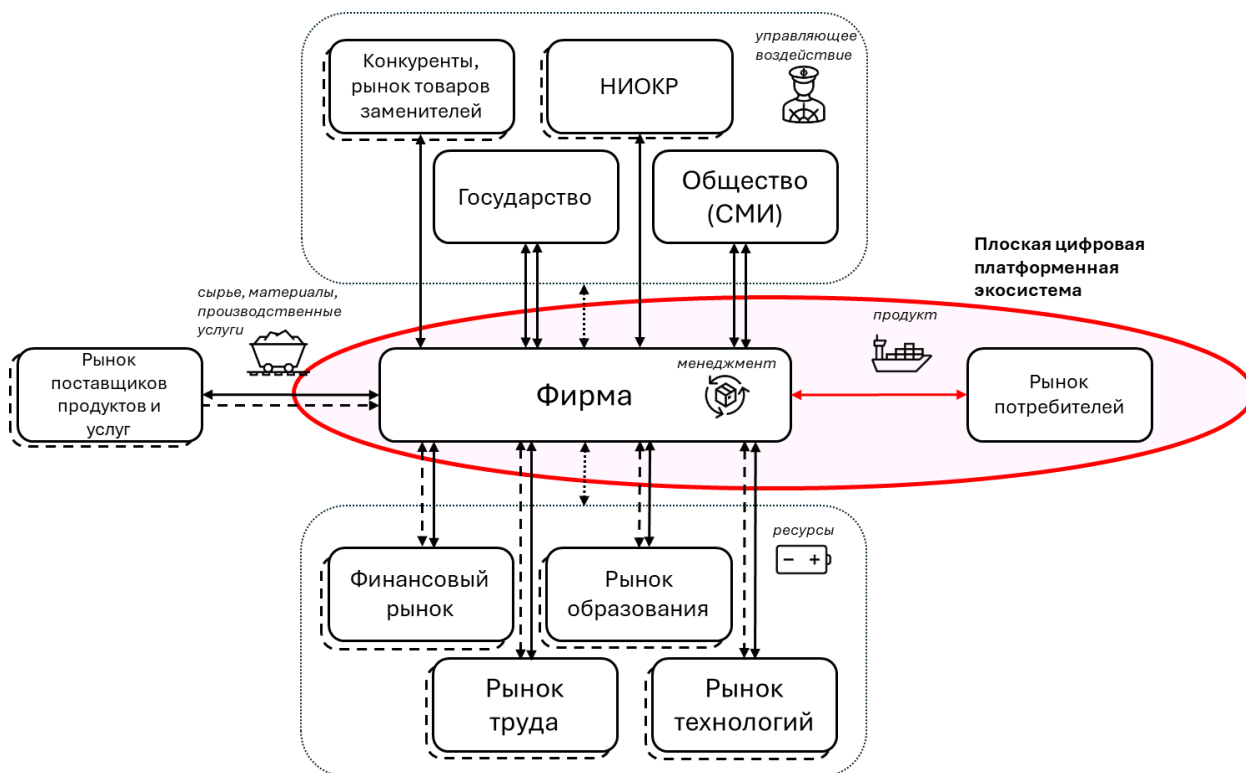 управляющее
воздействие
Конкуренты,
рынок товаров
заменителей
НИОКР
Государство
Общество
(СМИ)
Плоская цифровая
платформенная
экосистема
сырье, материалы,
производственные
услуги
продукт
Рынок
поставщиков
продуктов и
услуг
Фирма
менеджмент
Рынок
потребителей
ресурсы
Финансовый
рынок
Рынок
образования
Рынок
труда
Рынок
технологий